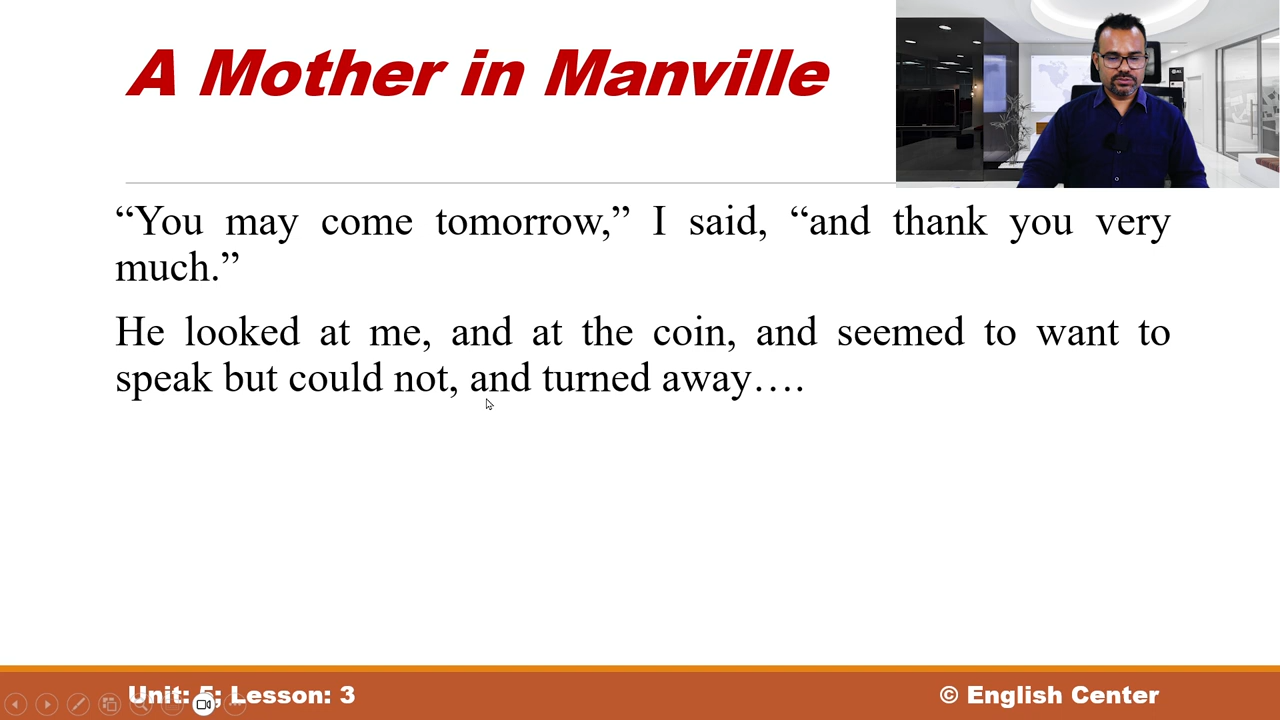 A Mother in Manville
“You may come tomorrow,” I said, “and thank you very
much.”
He looked at me, and at the coin, and seemed to want to
speak but could not, and turned away….
Unit: 5; Lesson: 3
© English Center